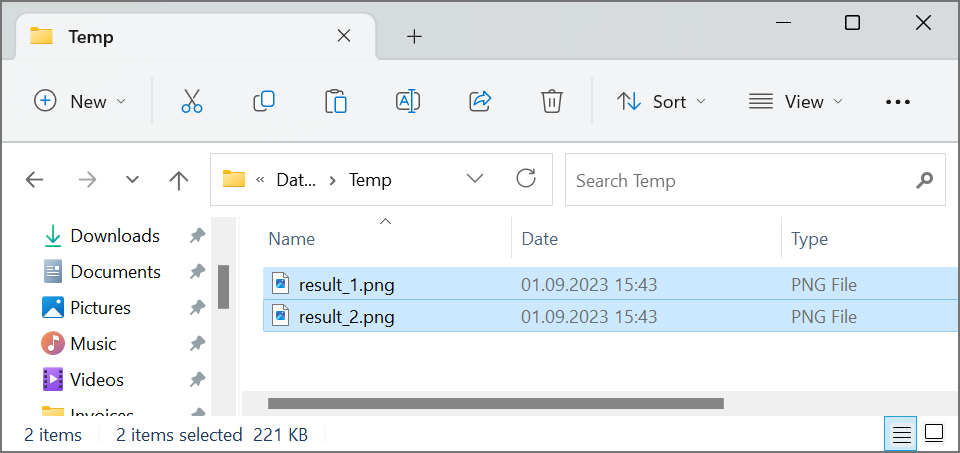 Temp
New
Sort
View
« Dat... > Temp
Search Temp
Name Date Type
Downloads
Documents
Pictures
Music
Videos
Invoices
result_1.png 01.09.2023 15:43 PNG File
result_2.png 01.09.2023 15:43 PNG File
2 items 2 items selected 221 KB